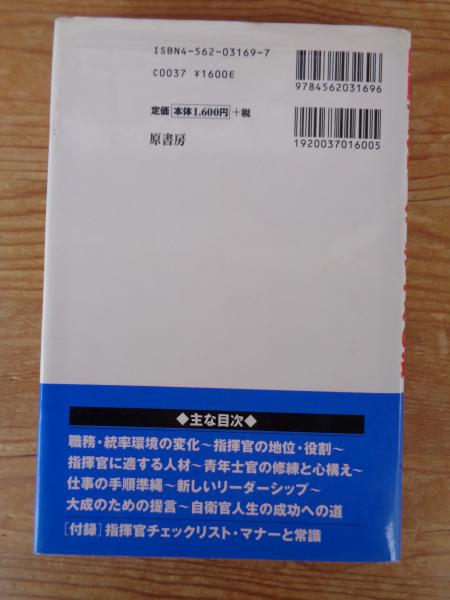 ISBN4-562-03169-7
C0037 ¥1600E
9784562031696
定価 本体1,600円 +税
原書房
1920037016005
◆主な目次◆
職務・統率環境の変化〜指揮官の地位・役割〜
指揮官に適する人材〜青年士官の修練と心構え〜
仕事の手順準縄〜新しいリーダーシップ〜
大成のための提言〜自衛官人生の成功への道
[付録]指揮官チェックリスト・マナーと常識